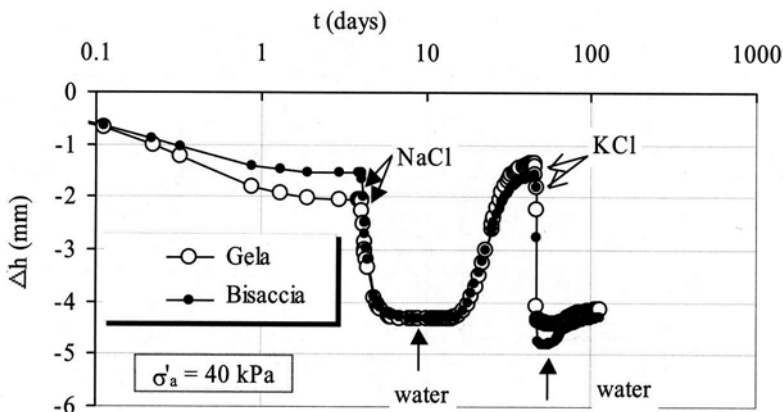 t (days)
0.1 1 10 100 1000
0
-1
-2
-3
-4
-5
-6
Δh (mm)
NaCl
KCl
Gela
Bisaccia
σ'a = 40 kPa
water
water